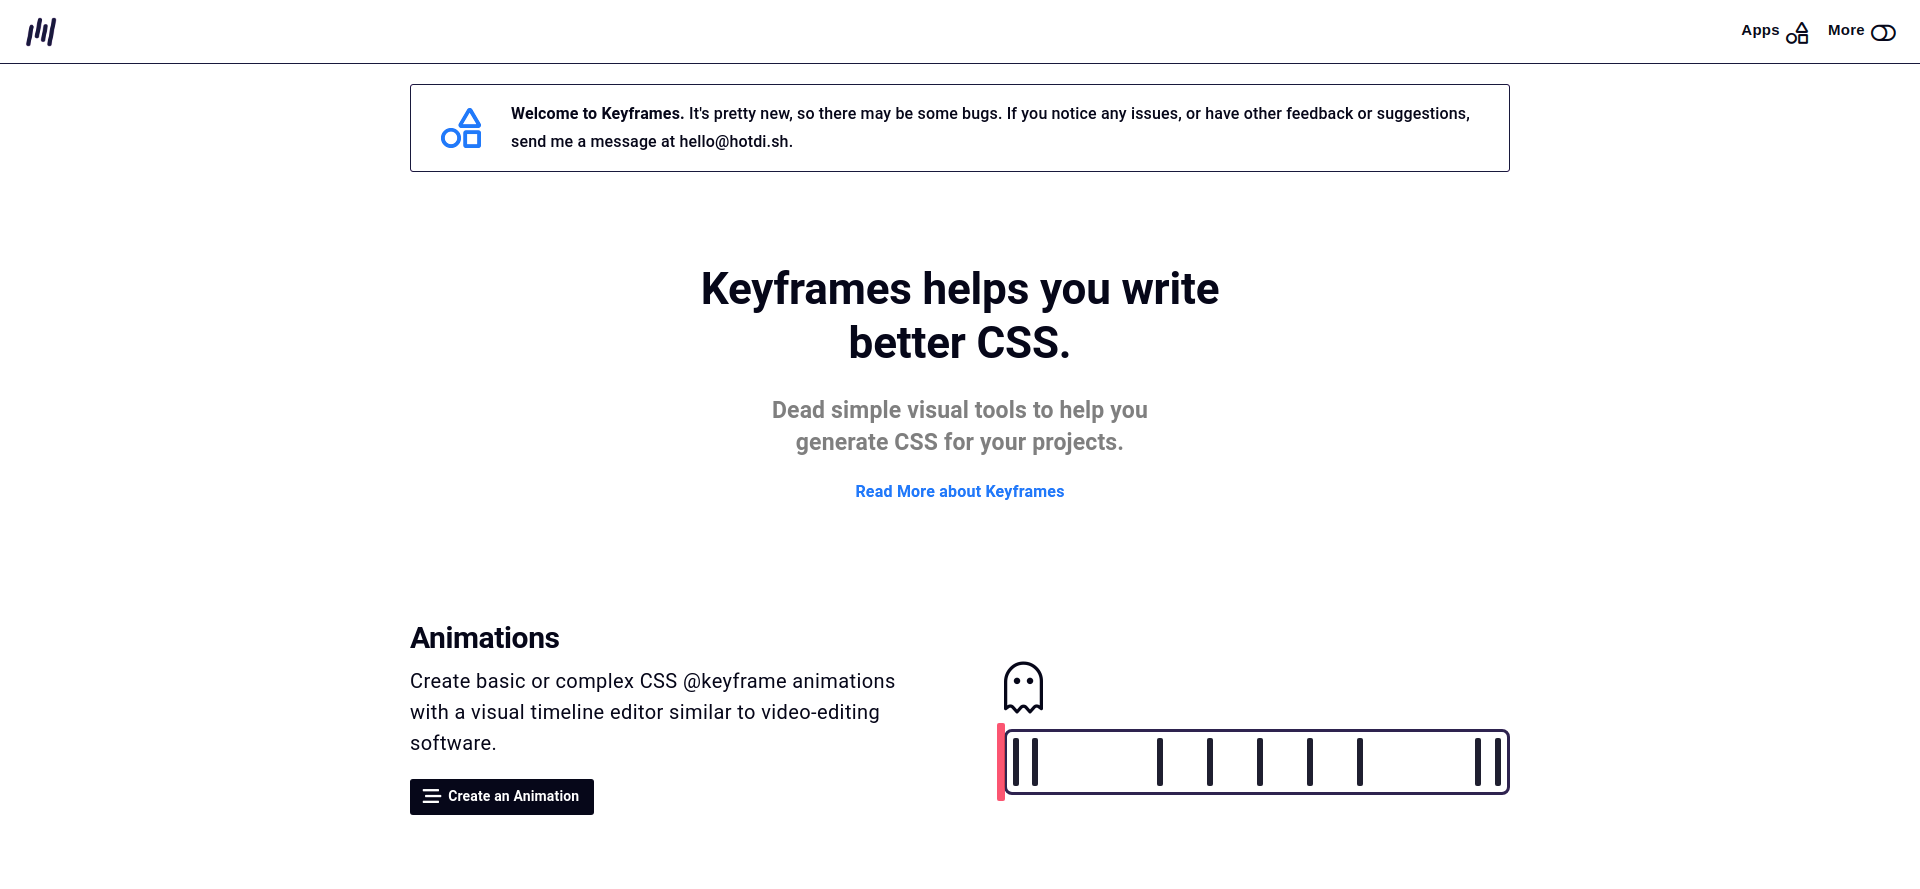 Apps
More
Welcome to Keyframes. It's pretty new, so there may be some bugs. If you notice any issues, or have other feedback or suggestions,
send me a message at hello@hotdi.sh.
Keyframes helps you write
better CSS.
Dead simple visual tools to help you
generate CSS for your projects.
Read More about Keyframes
Animations
Create basic or complex CSS @keyframe animations
with a visual timeline editor similar to video-editing
software.
Create an Animation